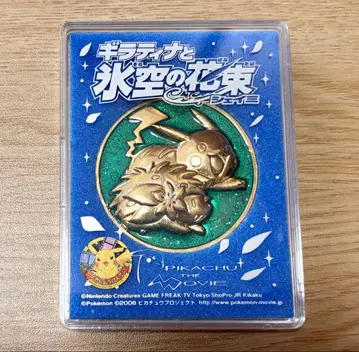 ギラティナと
氷空の花束
シェイミ
PIKACHU
THE
MOVIE
©Nintendo･Creatures･GAME FREAK･TV Tokyo･ShoPro･JR Kikaku
©Pokémon ©2008 ピカチュウプロジェクト http://www.pokemon-movie.jp